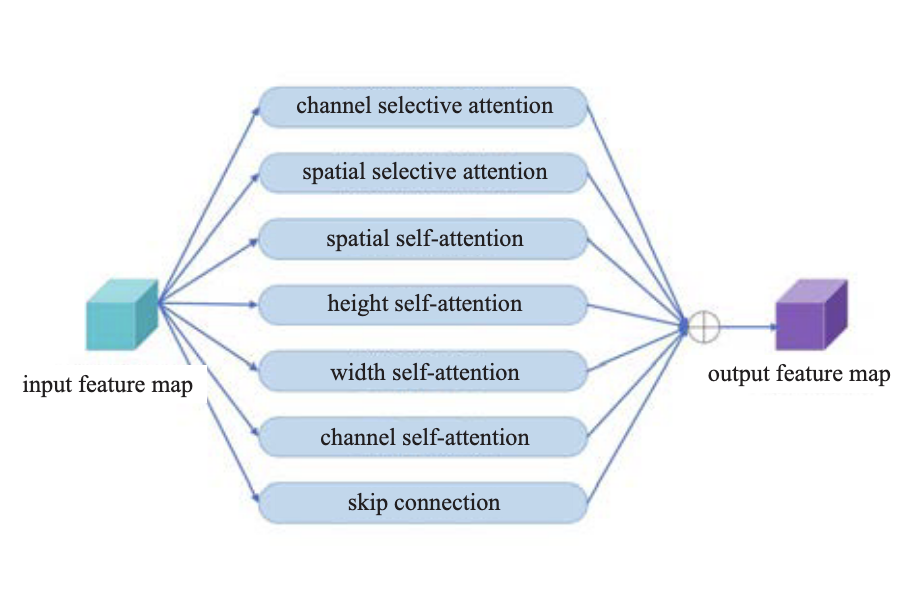 channel selective attention
spatial selective attention
spatial self-attention
height self-attention
width self-attention
channel self-attention
skip connection
input feature map
output feature map